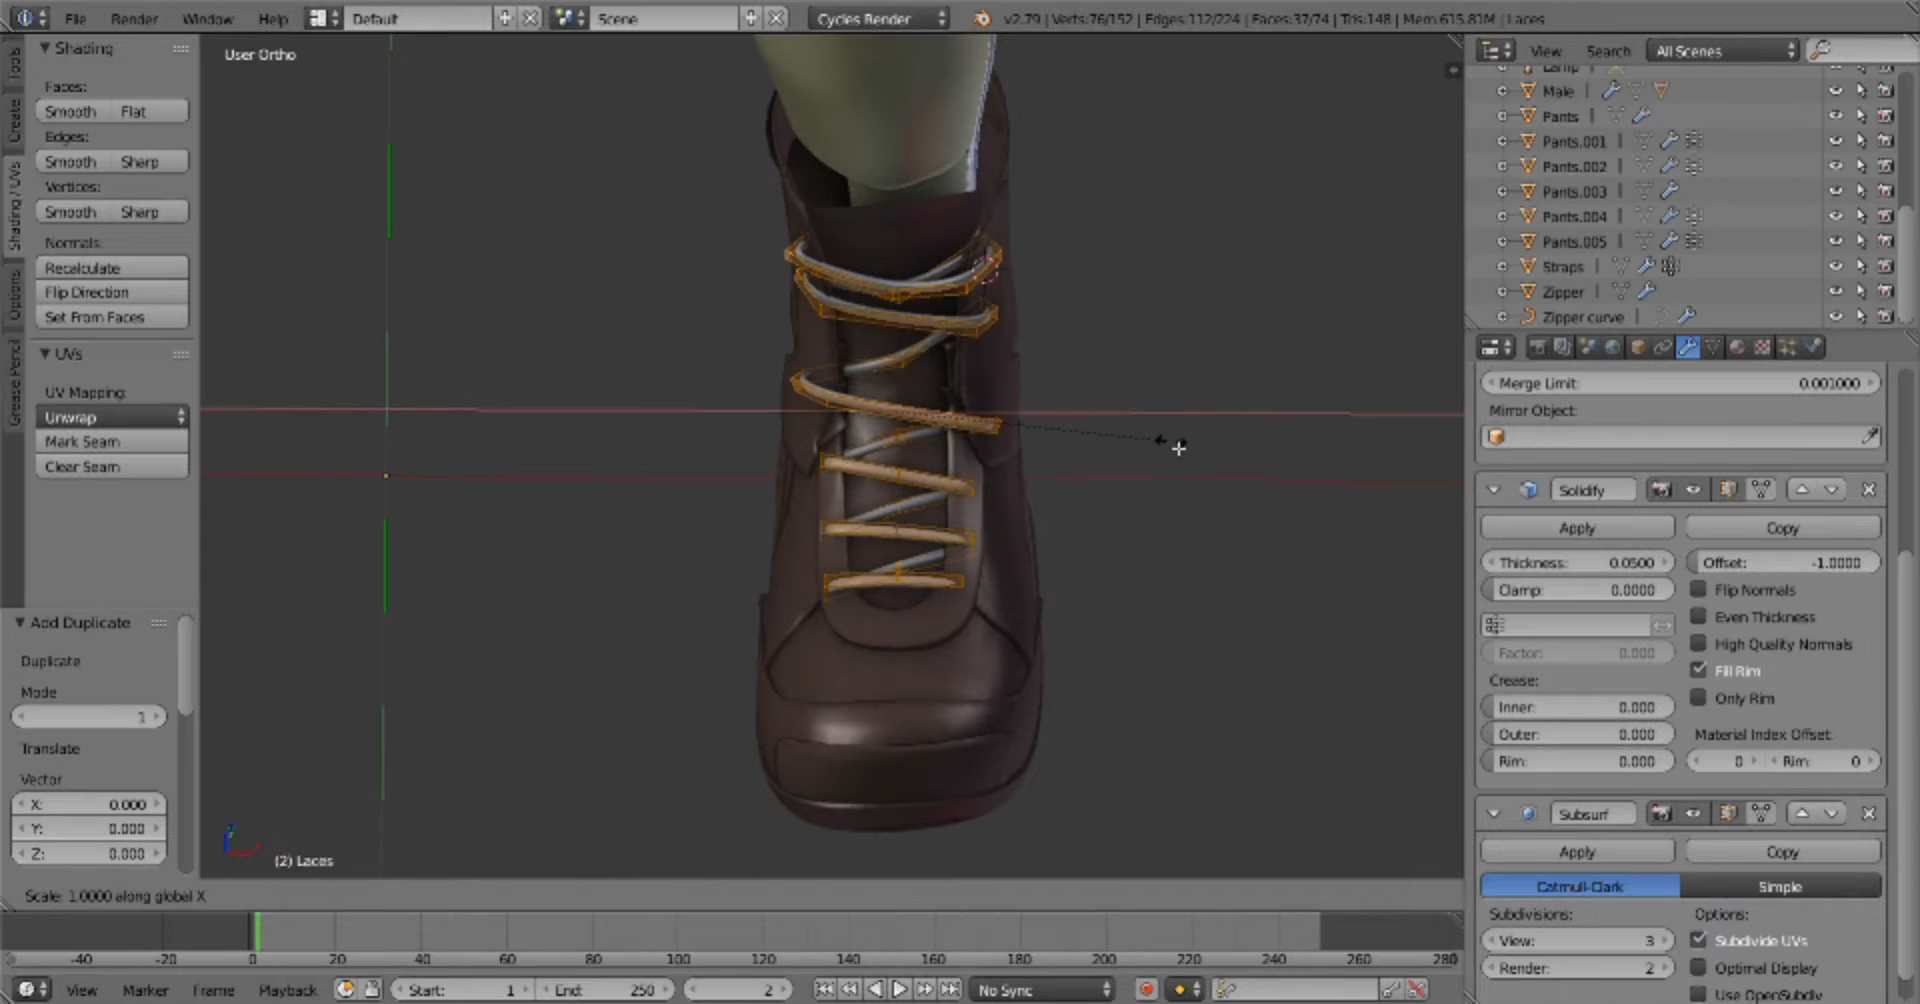 File Render Window Help Default Scene Cycles Render v2.79 | Verts:76/152 | Edges:112/224 | Faces:37/74 | Tris:148 | Mem:615.81M | Laces
Tools
Create
Shading / UVs
Options
Grease Pencil
Shading
Faces:
Smooth Flat
Edges:
Smooth Sharp
Vertices:
Smooth Sharp
Normals:
Recalculate
Flip Direction
Set From Faces
UVs
UV Mapping:
Unwrap
Mark Seam
Clear Seam
Add Duplicate
Duplicate
Mode
1
Translate
Vector
X: 0.000
Y: 0.000
Z: 0.000
User Ortho
(2) Laces
Scale: 1.0000 along global X
View Search All Scenes
Lamp
Male
Pants
Pants.001
Pants.002
Pants.003
Pants.004
Pants.005
Straps
Zipper
Zipper curve
Merge Limit: 0.001000
Mirror Object:
Solidify
Apply Copy
Thickness: 0.0500 Offset: -1.0000
Clamp: 0.0000 Flip Normals
Even Thickness
High Quality Normals
Factor: 0.000
Fill Rim
Crease:
Only Rim
Inner: 0.000
Outer: 0.000 Material Index Offset:
Rim: 0.000 0 Rim: 0
Subsurf
Apply Copy
Catmull-Clark Simple
Subdivisions: Options:
View: 3 Subdivide UVs
Render: 2 Optimal Display
Use OpenSubdiv
-40 -20 0 20 40 60 80 100 120 140 160 180 200 220 240 260 280
View Marker Frame Playback Start: 1 End: 250 2 No Sync